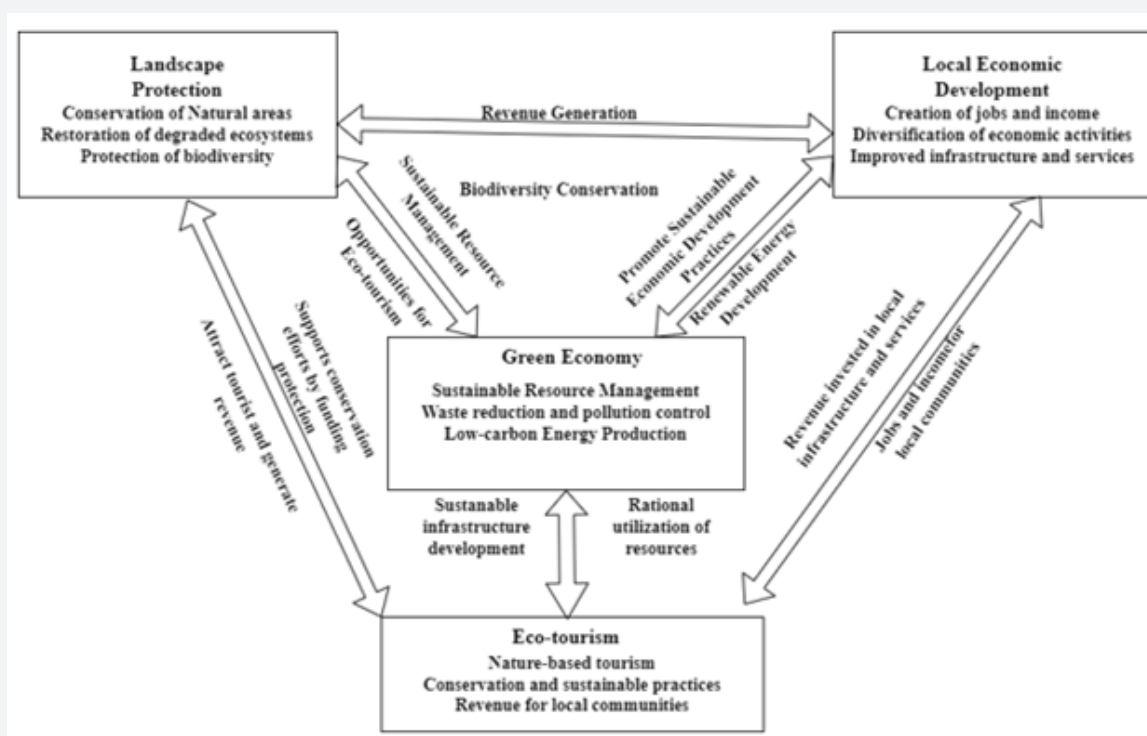 Landscape
Protection
Conservation of Natural areas
Restoration of degraded ecosystems
Protection of biodiversity
Local Economic
Development
Creation of jobs and income
Diversification of economic activities
Improved infrastructure and services
Revenue Generation
Biodiversity Conservation
Sustainable Resource
Management
Opportunities for
Eco-tourism
Promote Sustainable
Economic Development
Practices
Renewable Energy
Development
Green Economy
Sustainable Resource Management
Waste reduction and pollution control
Low-carbon Energy Production
Supports conservation
efforts by funding
protection
Attract tourist and generate
revenue
Revenue invested in local
infrastructure and services
Jobs and incomefor
local communities
Sustanable
infrastructure
development
Rational
utilization of
resources
Eco-tourism
Nature-based tourism
Conservation and sustainable practices
Revenue for local communities